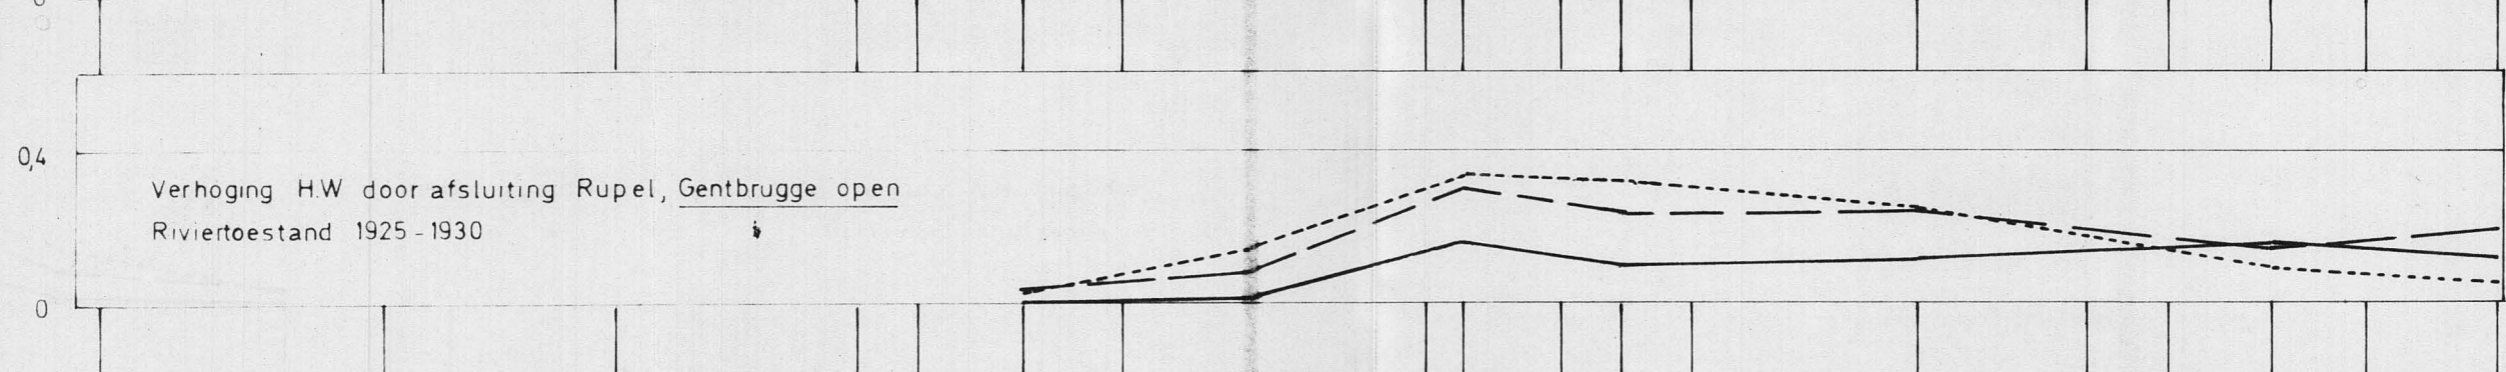 0,4
Verhoging H.W door afsluiting Rupel, Gentbrugge open
Riviertoestand 1925-1930
0